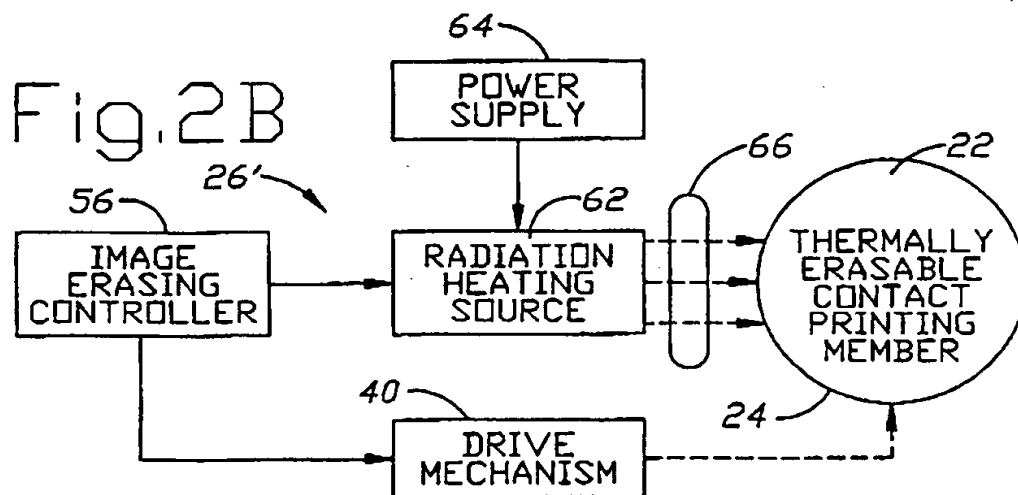 Fig.2B
64
POWER
SUPPLY
26'
66
22
56
62
IMAGE
ERASING
CONTROLLER
RADIATION
HEATING
SOURCE
THERMALLY
ERASABLE
CONTACT
PRINTING
MEMBER
40
24
DRIVE
MECHANISM